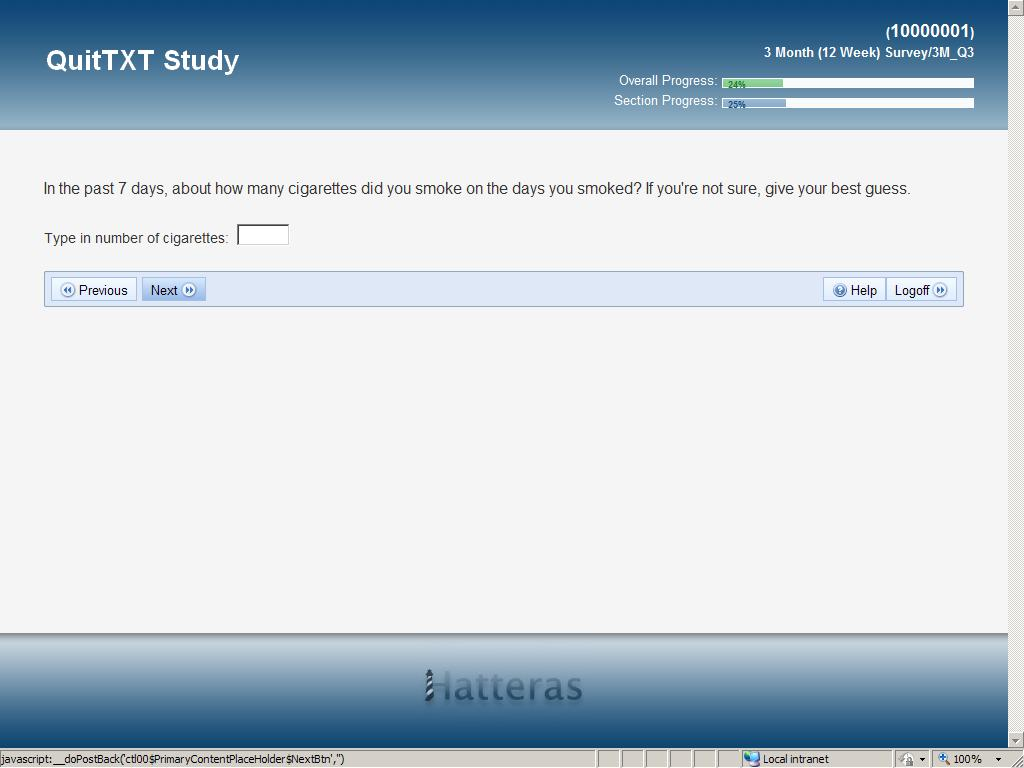 (10000001)
QuitTXT Study
3 Month (12 Week) Survey/3M_Q3
Overall Progress: 24%
Section Progress: 25%
In the past 7 days, about how many cigarettes did you smoke on the days you smoked? If you're not sure, give your best guess.
Type in number of cigarettes:
Previous Next Help Logoff
Hatteras
javascript:__doPostBack('ctl00$PrimaryContentPlaceHolder$NextBtn','') Local intranet 100%